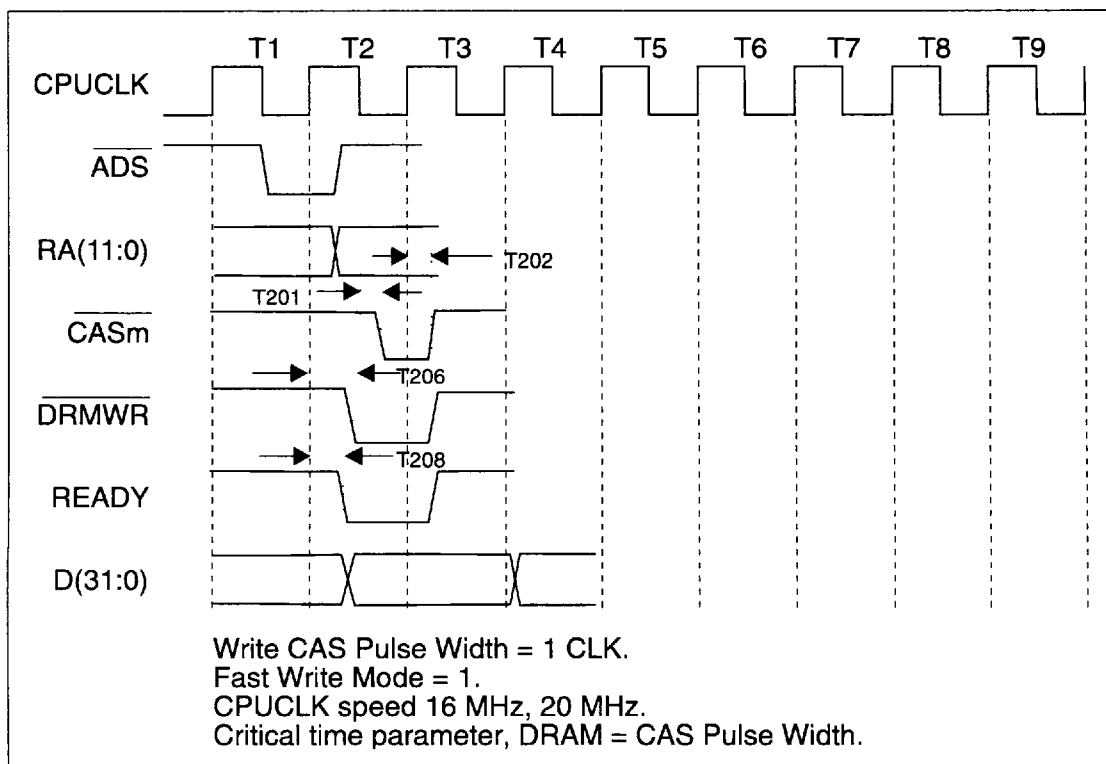 T1 T2 T3 T4 T5 T6 T7 T8 T9
CPUCLK
ADS
RA(11:0)
T202
T201
CASm
T206
DRMWR
T208
READY
D(31:0)
Write CAS Pulse Width = 1 CLK.
Fast Write Mode = 1.
CPUCLK speed 16 MHz, 20 MHz.
Critical time parameter, DRAM = CAS Pulse Width.